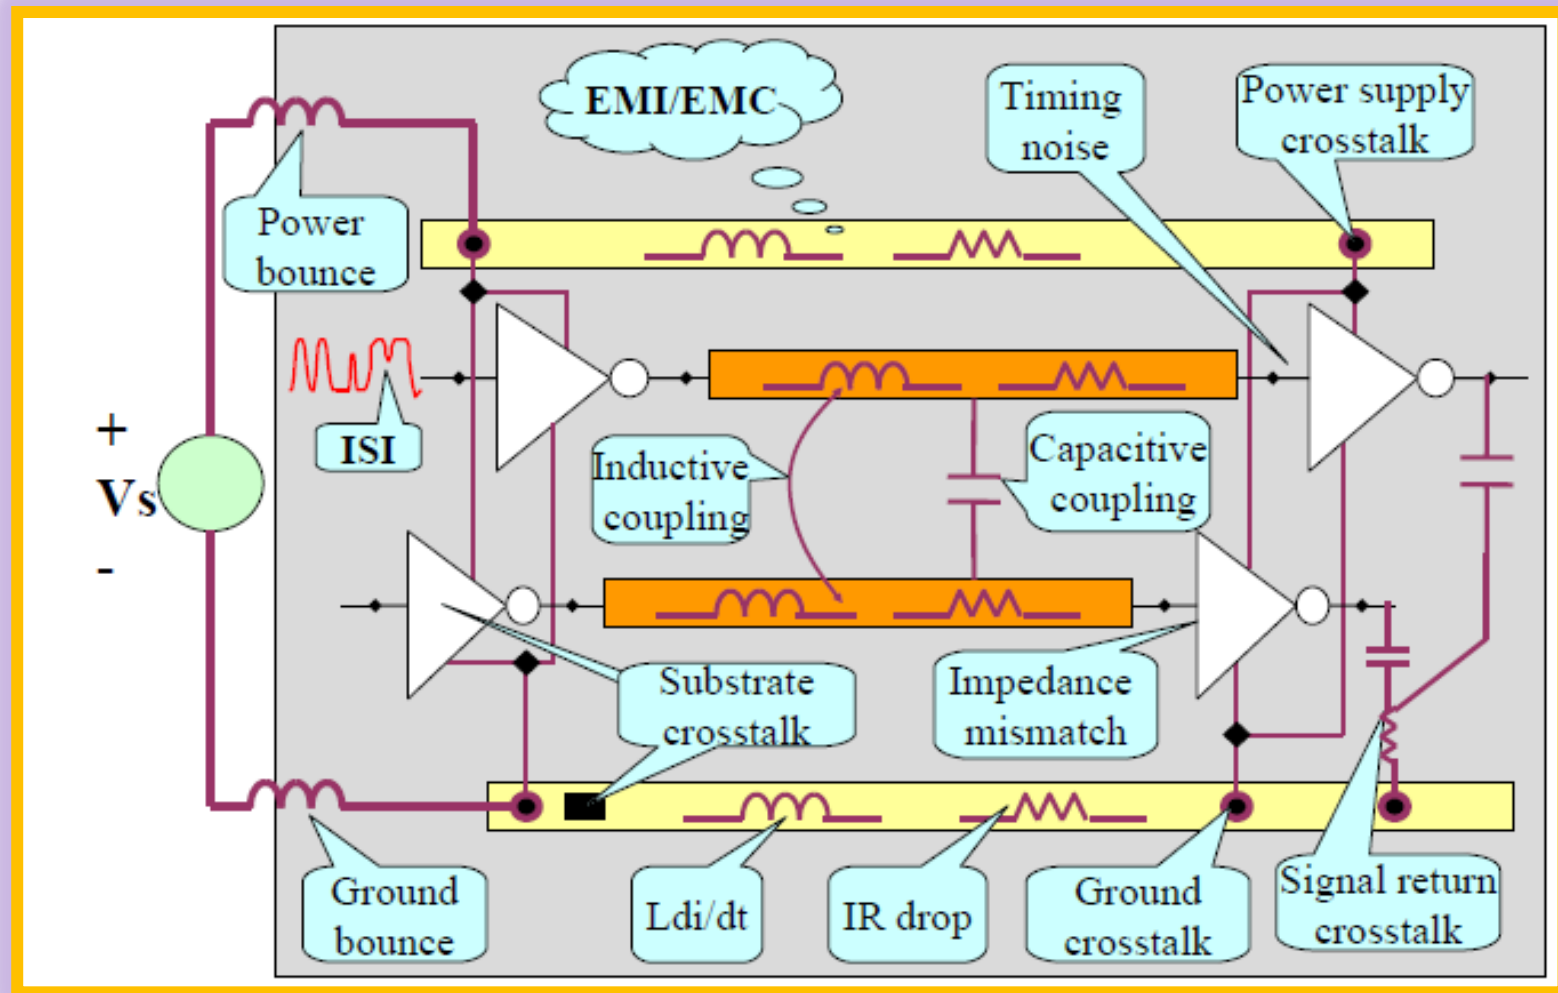 EMI/EMC
Timing
noise
Power supply
crosstalk
Power
bounce
ISI
+
Vs
-
Inductive
coupling
Capacitive
coupling
Substrate
crosstalk
Impedance
mismatch
Ground
bounce
Ldi/dt
IR drop
Ground
crosstalk
Signal return
crosstalk